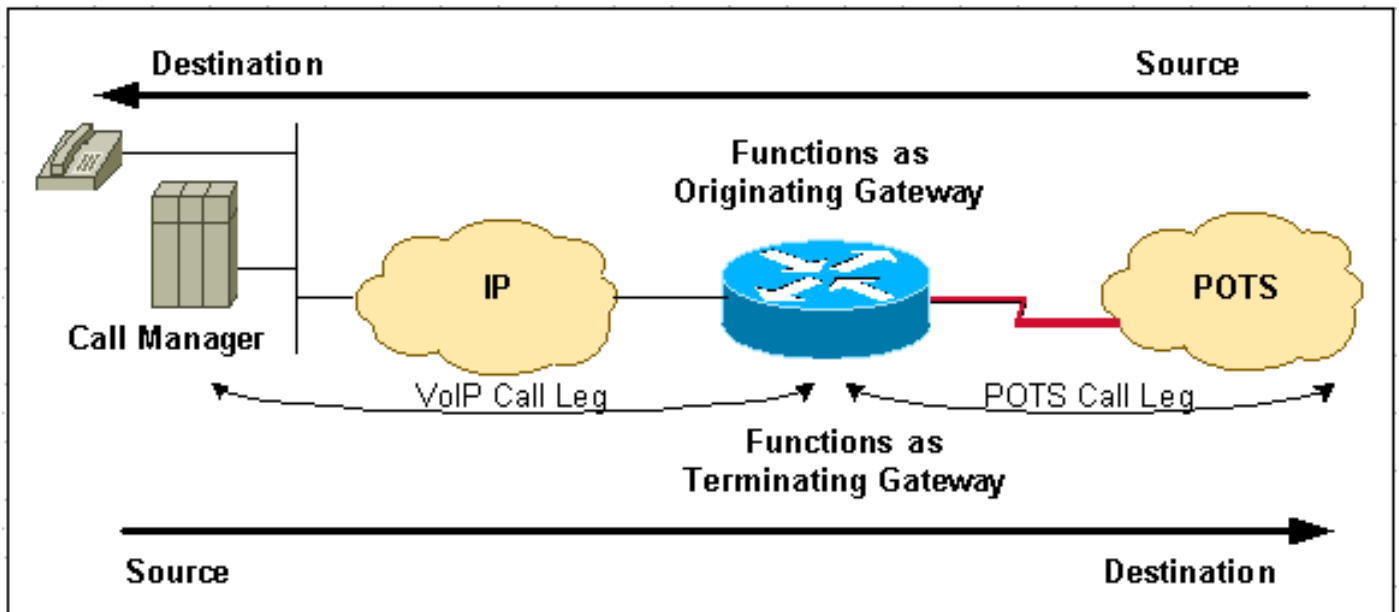 Destination
Source
Functions as
Originating Gateway
IP
POTS
Call Manager
VoIP Call Leg
POTS Call Leg
Functions as
Terminating Gateway
Source
Destination